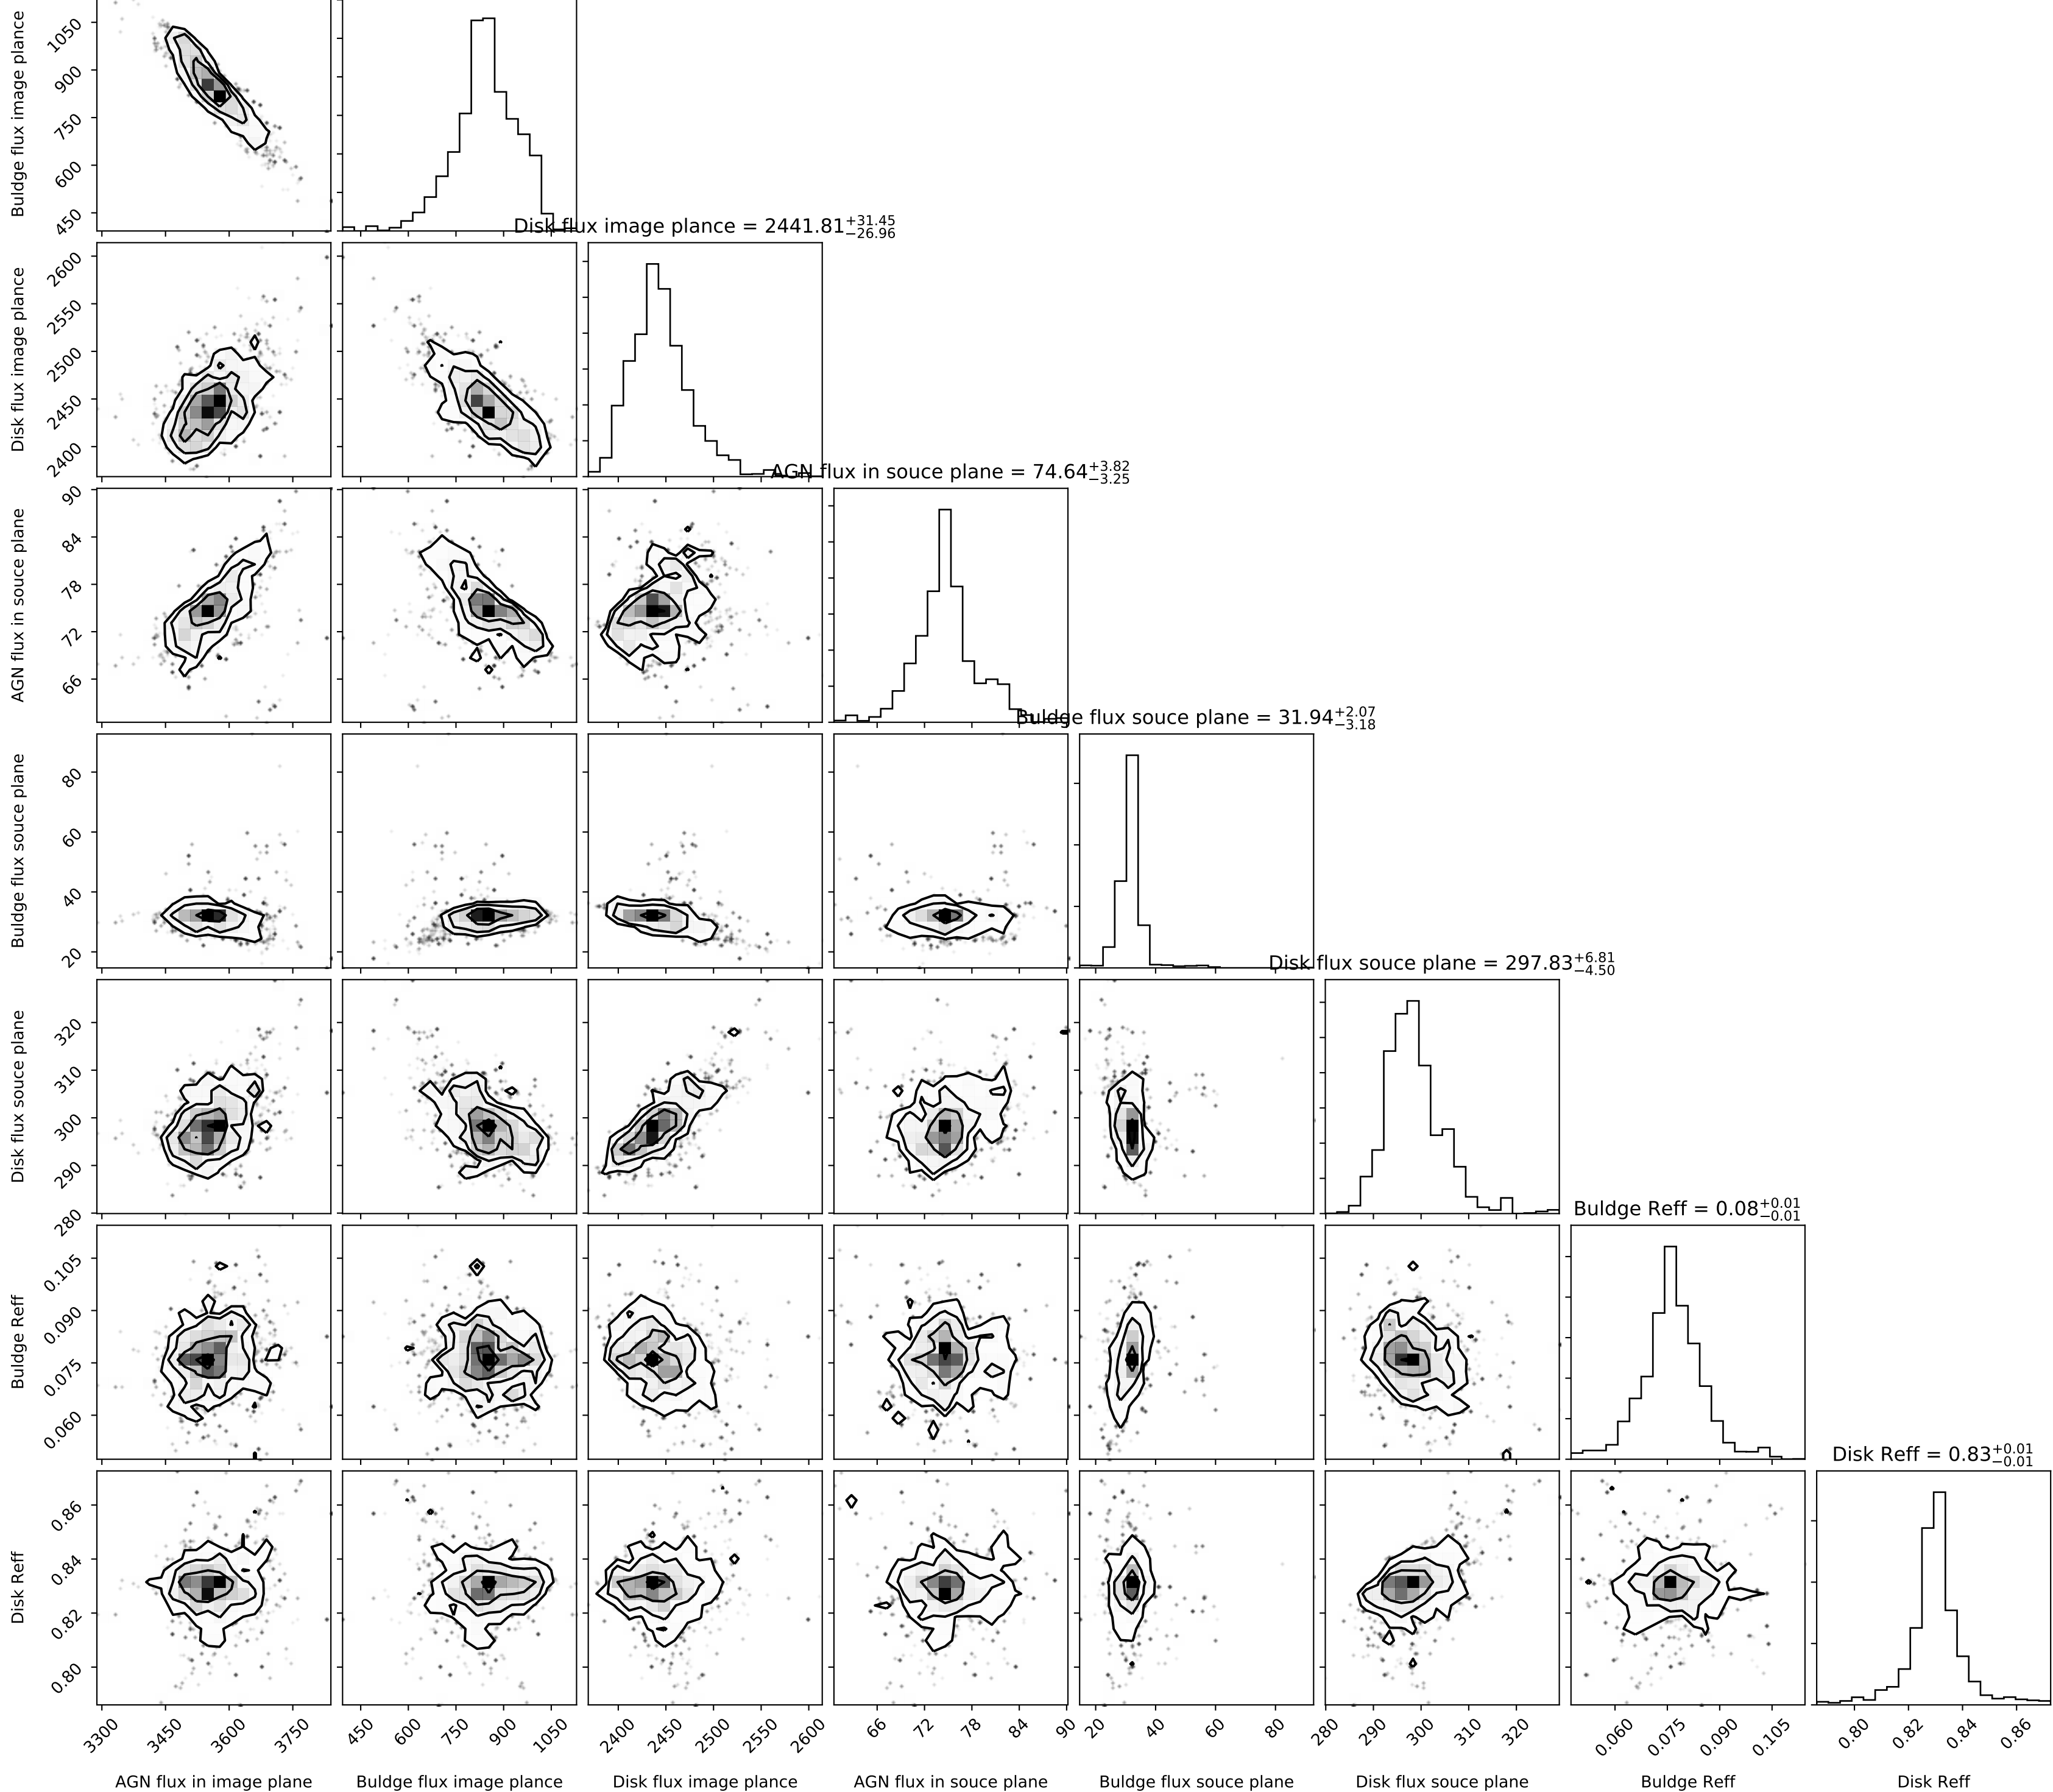 Buldge flux image plance
1050
900
750
600
450
Disk flux image plance = 2441.81 +31.45 −26.96
Disk flux image plance
2600
2550
2500
2450
2400
AGN flux in souce plane = 74.64 +3.82 −3.25
AGN flux in souce plane
90
84
78
72
66
Buldge flux souce plane = 31.94 +2.07 −3.18
Buldge flux souce plane
80
60
40
20
Disk flux souce plane = 297.83 +6.81 −4.50
Disk flux souce plane
320
310
300
290
280
Buldge Reff = 0.08 +0.01 −0.01
Buldge Reff
0.105
0.090
0.075
0.060
Disk Reff = 0.83 +0.01 −0.01
Disk Reff
0.86
0.84
0.82
0.80
3300 3450 3600 3750 450 600 750 900 1050 2400 2450 2500 2550 2600 66 72 78 84 90 20 40 60 80 280 290 300 310 320 0.060 0.075 0.090 0.105 0.80 0.82 0.84 0.86
AGN flux in image plane Buldge flux image plance Disk flux image plance AGN flux in souce plane Buldge flux souce plane Disk flux souce plane Buldge Reff Disk Reff